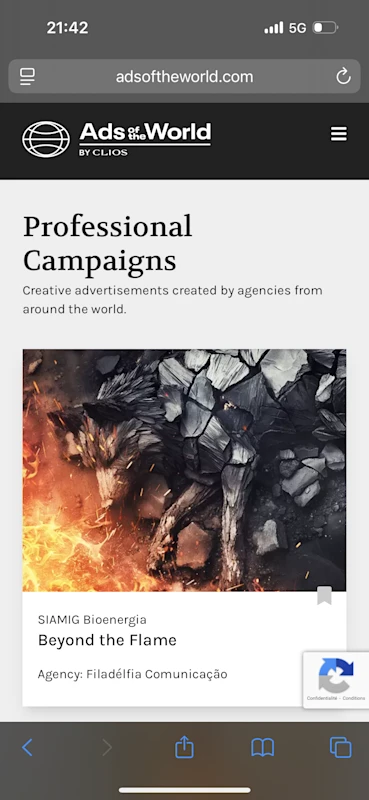 21:42
5G
adsoftheworld.com
Ads of the World
BY CLIOS
Professional
Campaigns
Creative advertisements created by agencies from
around the world.
SIAMIG Bioenergia
Beyond the Flame
Agency: Filadélfia Comunicação
Confidentialité - Conditions